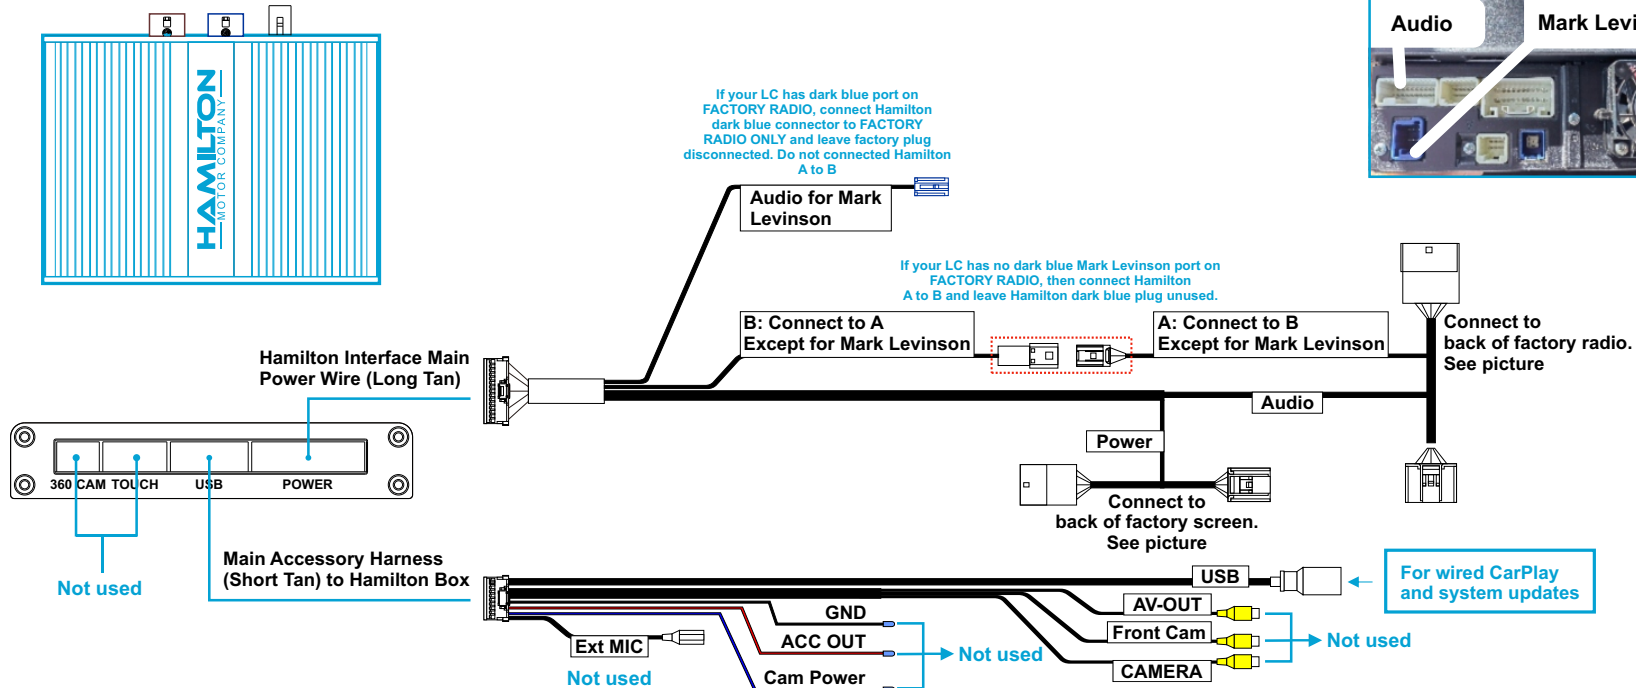 Audio
Mark Levi
HAMILTON
MOTOR COMPANY
If your LC has dark blue port on
FACTORY RADIO, connect Hamilton
dark blue connector to FACTORY
RADIO ONLY and leave factory plug
disconnected. Do not connected Hamilton
A to B
Audio for Mark
Levinson
If your LC has no dark blue Mark Levinson port on
FACTORY RADIO, then connect Hamilton
A to B and leave Hamilton dark blue plug unused.
B: Connect to A
Except for Mark Levinson
A: Connect to B
Except for Mark Levinson
Connect to
back of factory radio.
See picture
Hamilton Interface Main
Power Wire (Long Tan)
Audio
Power
360 CAM TOUCH USB POWER
Connect to
back of factory screen.
See picture
Not used
Main Accessory Harness
(Short Tan) to Hamilton Box
USB
For wired CarPlay
and system updates
AV-OUT
GND
Front Cam
Not used
Ext MIC
ACC OUT
Not used
CAMERA
Not used
Cam Power